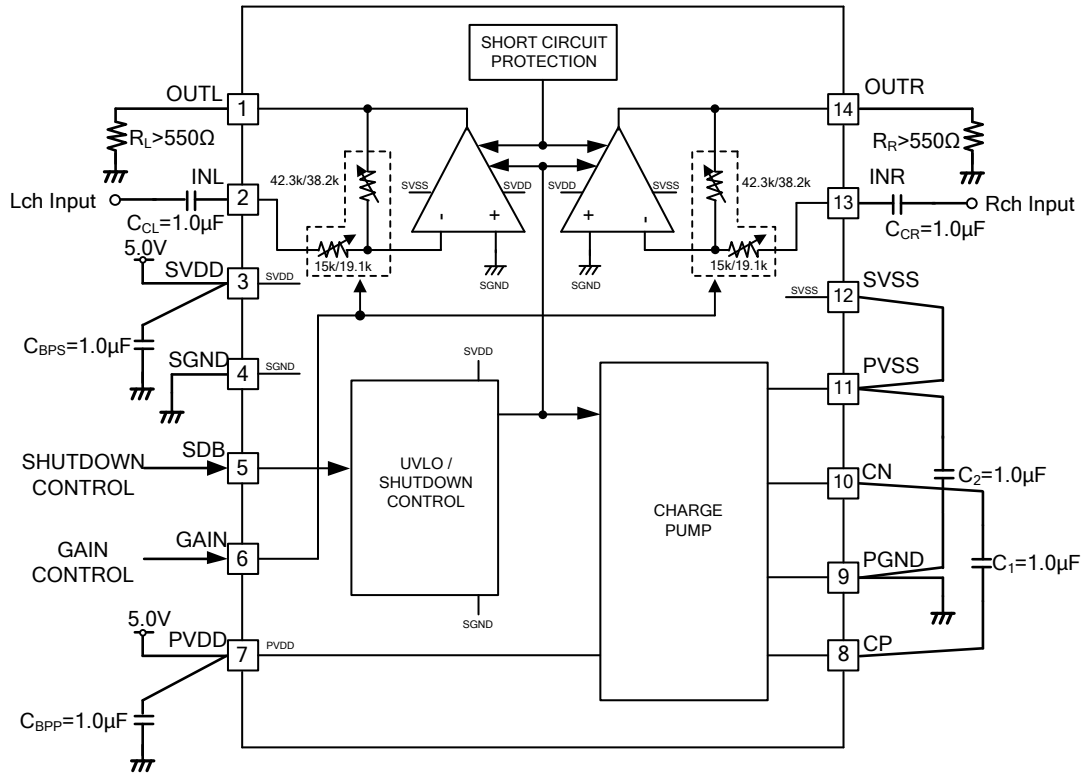 SHORT CIRCUIT
PROTECTION
OUTL
1
RL>550Ω
INL
Lch Input
2
CCL=1.0µF
5.0V
SVDD
3
SVDD
CBPS=1.0µF
SGND
4
SGND
SHUTDOWN
CONTROL
SDB
5
GAIN
CONTROL
GAIN
6
5.0V
PVDD
7
PVDD
CBPP=1.0µF
42.3k/38.2k
15k/19.1k
SVSS
SVDD
-
+
SGND
SVDD
SVSS
+
-
SGND
42.3k/38.2k
15k/19.1k
SVDD
UVLO /
SHUTDOWN
CONTROL
SGND
CHARGE
PUMP
OUTR
14
RR>550Ω
INR
13
Rch Input
CCR=1.0µF
SVSS
SVSS
12
PVSS
11
CN
10
C2=1.0µF
PGND
9
C1=1.0µF
CP
8